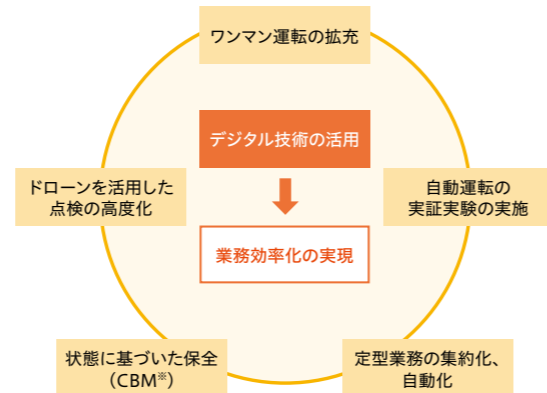 ワンマン運転の拡充
デジタル技術の活用
ドローンを活用した
点検の高度化
自動運転の
実証実験の実施
業務効率化の実現
状態に基づいた保全
（CBM※）
定型業務の集約化、
自動化